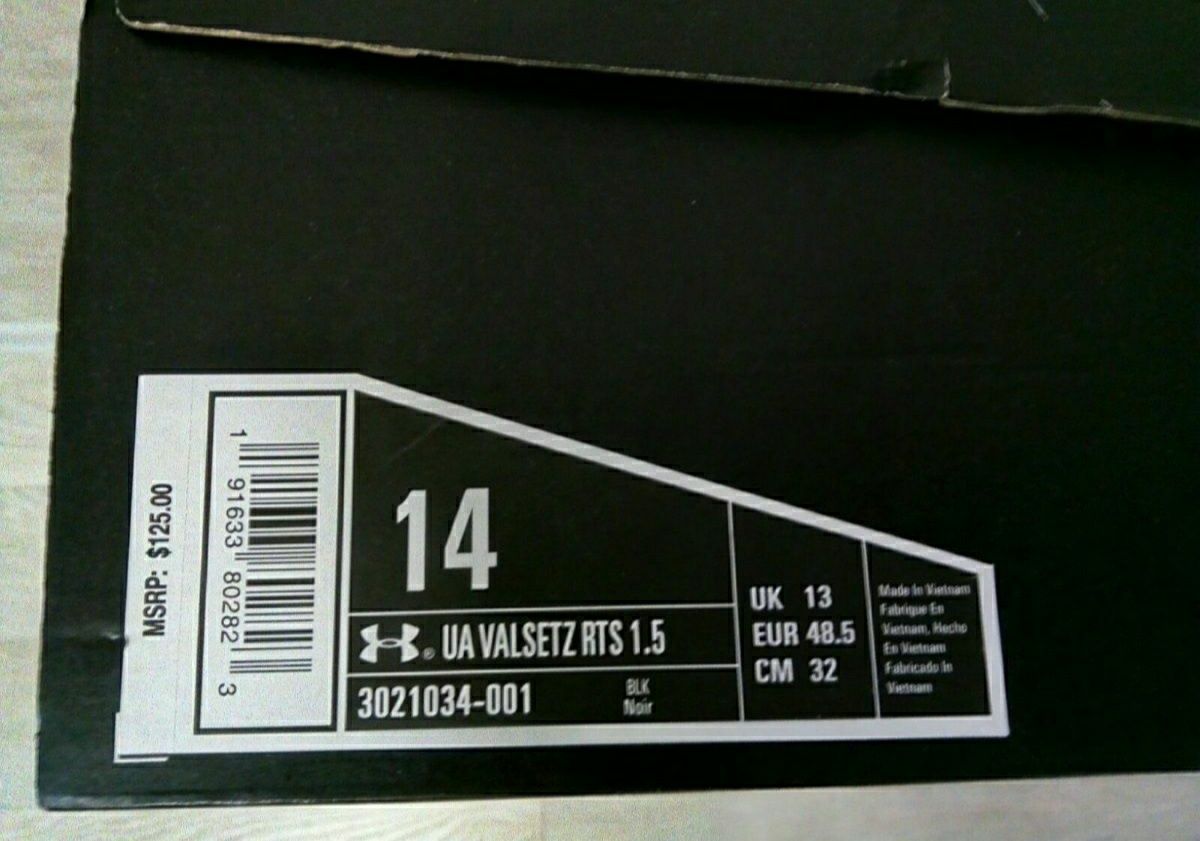 MSRP: $125.00
1 91633 80282 3
14
® UA VALSETZ RTS 1.5
3021034-001
BLK
Noir
UK 13
EUR 48.5
CM 32
Made In Vietnam
Fabrique En
Vietnam, Hecho
En Vietnam
Fabricado In
Vietnam